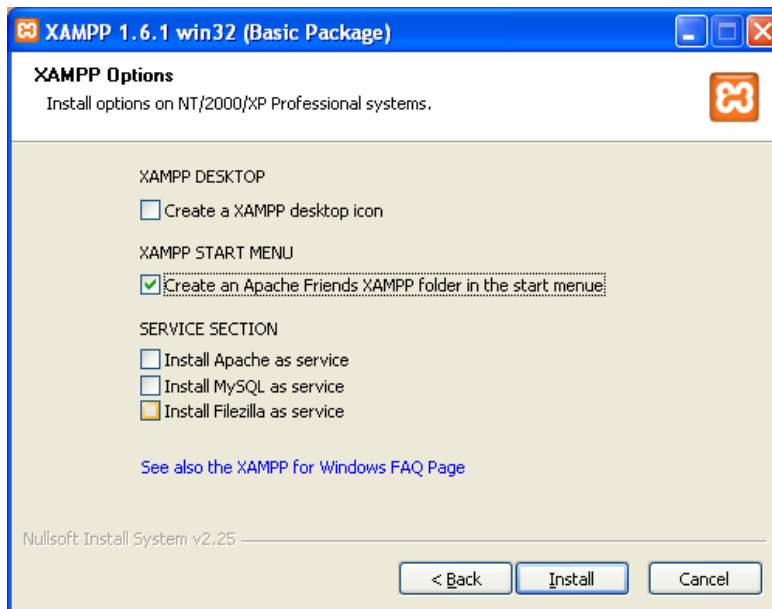 XAMPP 1.6.1 win32 (Basic Package)
XAMPP Options
Install options on NT/2000/XP Professional systems.
XAMPP DESKTOP
Create a XAMPP desktop icon
XAMPP START MENU
Create an Apache Friends XAMPP folder in the start menue
SERVICE SECTION
Install Apache as service
Install MySQL as service
Install Filezilla as service
See also the XAMPP for Windows FAQ Page
Nullsoft Install System v2.25
< Back
Install
Cancel